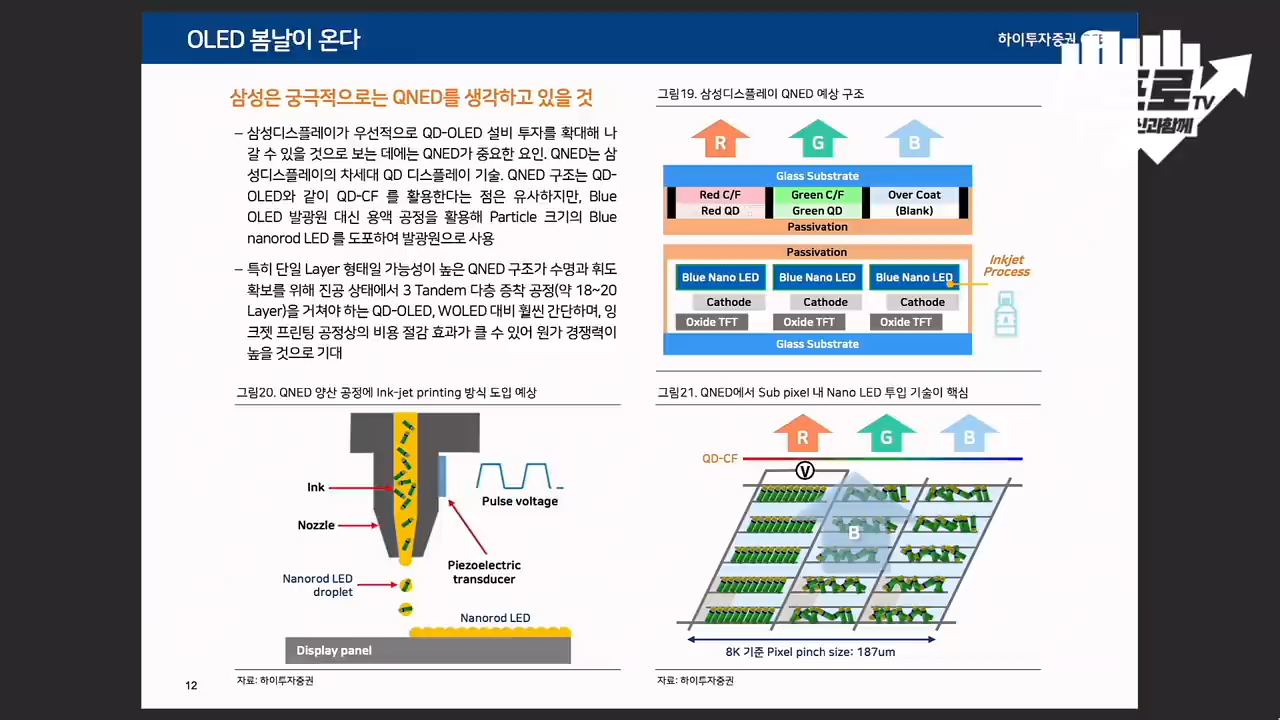 OLED 봄날이 온다
하이투자증권
TV
신과함께
삼성은 궁극적으로는 QNED를 생각하고 있을 것
– 삼성디스플레이가 우선적으로 QD-OLED 설비 투자를 확대해 나
갈 수 있을 것으로 보는 데에는 QNED가 중요한 요인. QNED는 삼
성디스플레이의 차세대 QD 디스플레이 기술. QNED 구조는 QD-
OLED와 같이 QD-CF 를 활용한다는 점은 유사하지만, Blue
OLED 발광원 대신 용액 공정을 활용해 Particle 크기의 Blue
nanorod LED 를 도포하여 발광원으로 사용
– 특히 단일 Layer 형태일 가능성이 높은 QNED 구조가 수명과 휘도
확보를 위해 진공 상태에서 3 Tandem 다층 증착 공정(약 18~20
Layer)을 거쳐야 하는 QD-OLED, WOLED 대비 훨씬 간단하며, 잉
크젯 프린팅 공정상의 비용 절감 효과가 클 수 있어 원가 경쟁력이
높을 것으로 기대
그림19. 삼성디스플레이 QNED 예상 구조
R G B
Glass Substrate
Red C/F Green C/F Over Coat
Red QD Green QD (Blank)
Passivation
Passivation
Blue Nano LED Blue Nano LED Blue Nano LED
Cathode Cathode Cathode
Oxide TFT Oxide TFT Oxide TFT
Glass Substrate
Inkjet
Process
그림20. QNED 양산 공정에 Ink-jet printing 방식 도입 예상
Ink
Nozzle
Pulse voltage
Piezoelectric
transducer
Nanorod LED
droplet
Nanorod LED
Display panel
자료: 하이투자증권
그림21. QNED에서 Sub pixel 내 Nano LED 투입 기술이 핵심
R G B
QD-CF
V
B
8K 기준 Pixel pinch size: 187um
자료: 하이투자증권
12